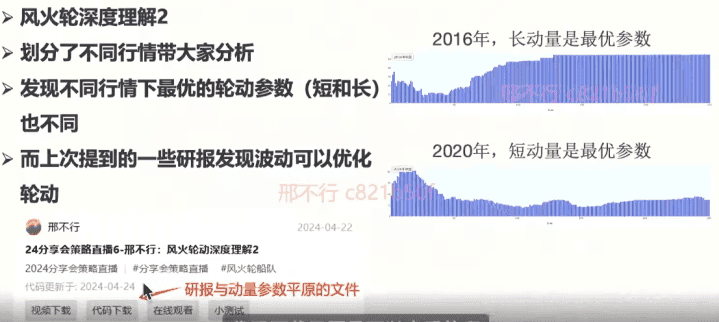 风火轮深度理解2
划分了不同行情带大家分析
发现不同行情下最优的轮动参数（短和长）
也不同
而上次提到的一些研报发现波动可以优化
轮动
2016年，长动量是最优参数
2020年，短动量是最优参数
邢不行
2024-04-22
24分享会策略直播6-邢不行：风火轮动深度理解2
2024分享会策略直播 #分享会策略直播 #风火轮船队
代码更新于: 2024-04-24
研报与动量参数平原的文件
视频下载 代码下载 在线观看 小测试
邢不行